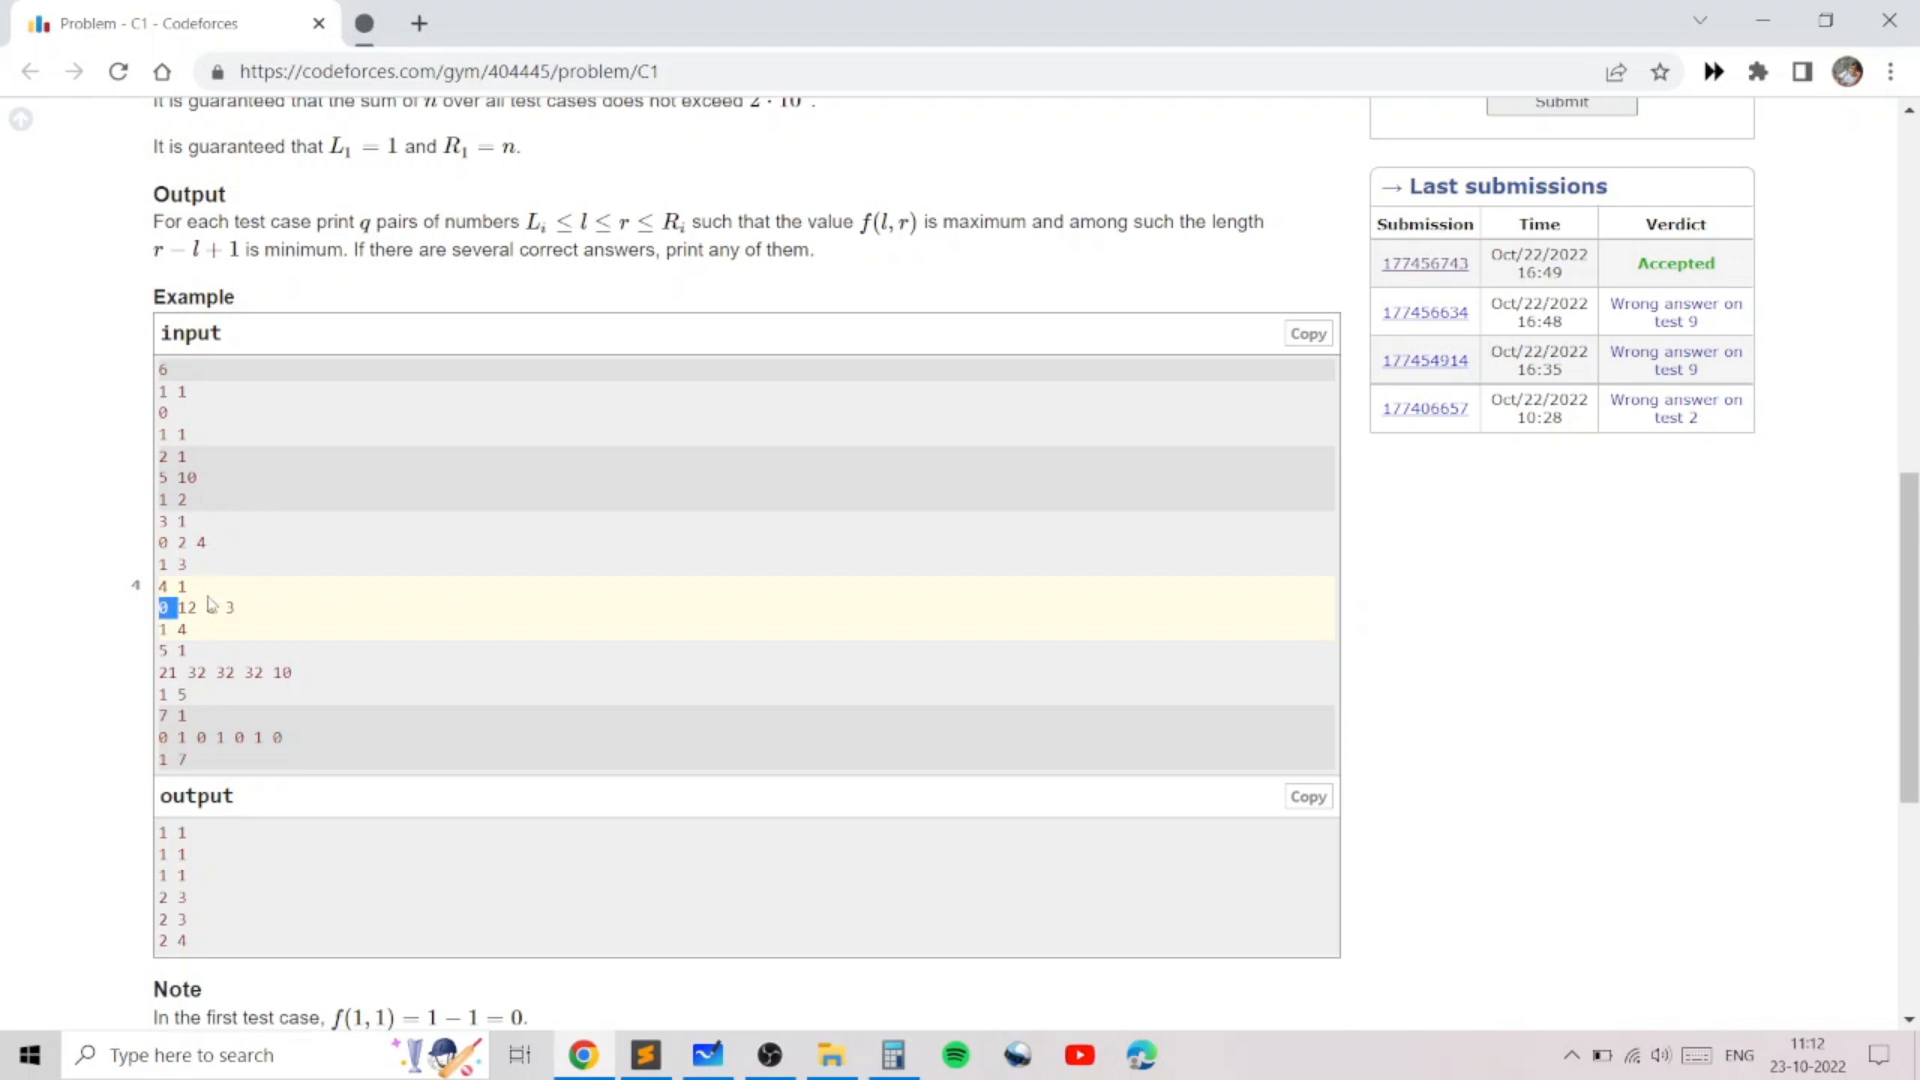 Problem - C1 - Codeforces
https://codeforces.com/gym/404445/problem/C1
It is guaranteed that the sum of n over all test cases does not exceed 2 · 10 .
It is guaranteed that L1 = 1 and R1 = n.
Output
For each test case print q pairs of numbers Li ≤ l ≤ r ≤ Ri such that the value f(l, r) is maximum and among such the length
r − l + 1 is minimum. If there are several correct answers, print any of them.
Example
input
Copy
6
1 1
0
1 1
2 1
5 10
1 2
3 1
0 2 4
1 3
4
4 1
0 12 3
1 4
5 1
21 32 32 32 10
1 5
7 1
0 1 0 1 0 1 0
1 7
output
Copy
1 1
1 1
1 1
2 3
2 3
2 4
Note
In the first test case, f(1, 1) = 1 − 1 = 0.
Submit
→ Last submissions
Submission Time Verdict
177456743 Oct/22/2022 16:49 Accepted
177456634 Oct/22/2022 16:48 Wrong answer on test 9
177454914 Oct/22/2022 16:35 Wrong answer on test 9
177406657 Oct/22/2022 10:28 Wrong answer on test 2
Type here to search
ENG
11:12
23-10-2022